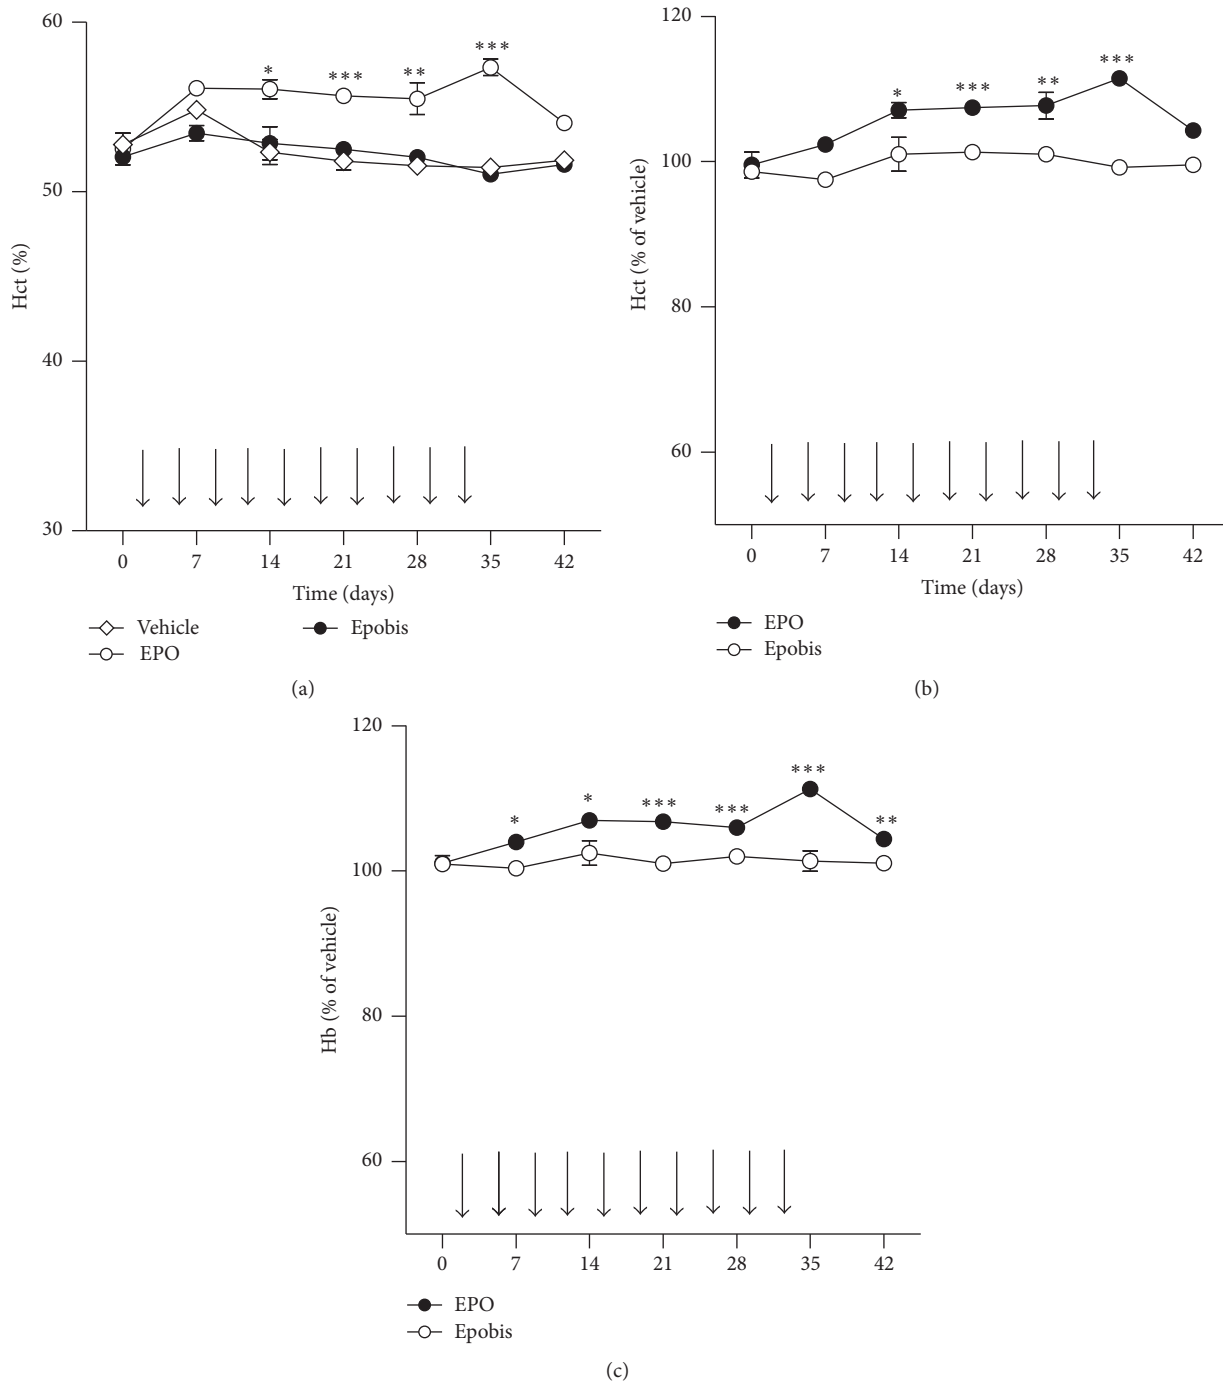 60
50
40
30
Hct (%)
*
***
**
***
0 7 14 21 28 35 42
Time (days)
Vehicle
EPO
Epobis
(a)
120
100
80
60
Hct (% of vehicle)
*
***
**
***
0 7 14 21 28 35 42
Time (days)
EPO
Epobis
(b)
120
100
80
60
Hb (% of vehicle)
*
*
***
***
***
**
0 7 14 21 28 35 42
EPO
Epobis
(c)